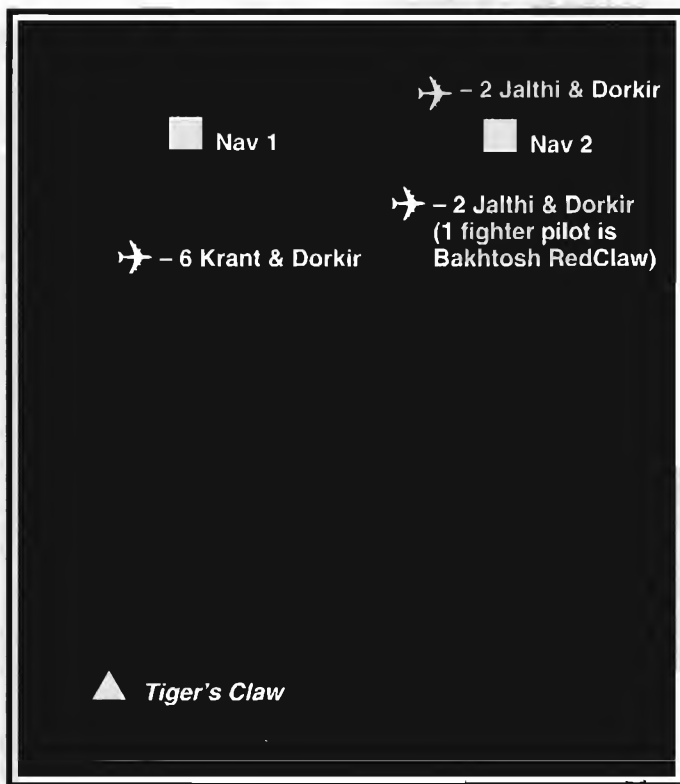 – 2 Jalthi & Dorkir
Nav 1
Nav 2
– 2 Jalthi & Dorkir
(1 fighter pilot is
Bakhtosh RedClaw)
– 6 Krant & Dorkir
Tiger's Claw